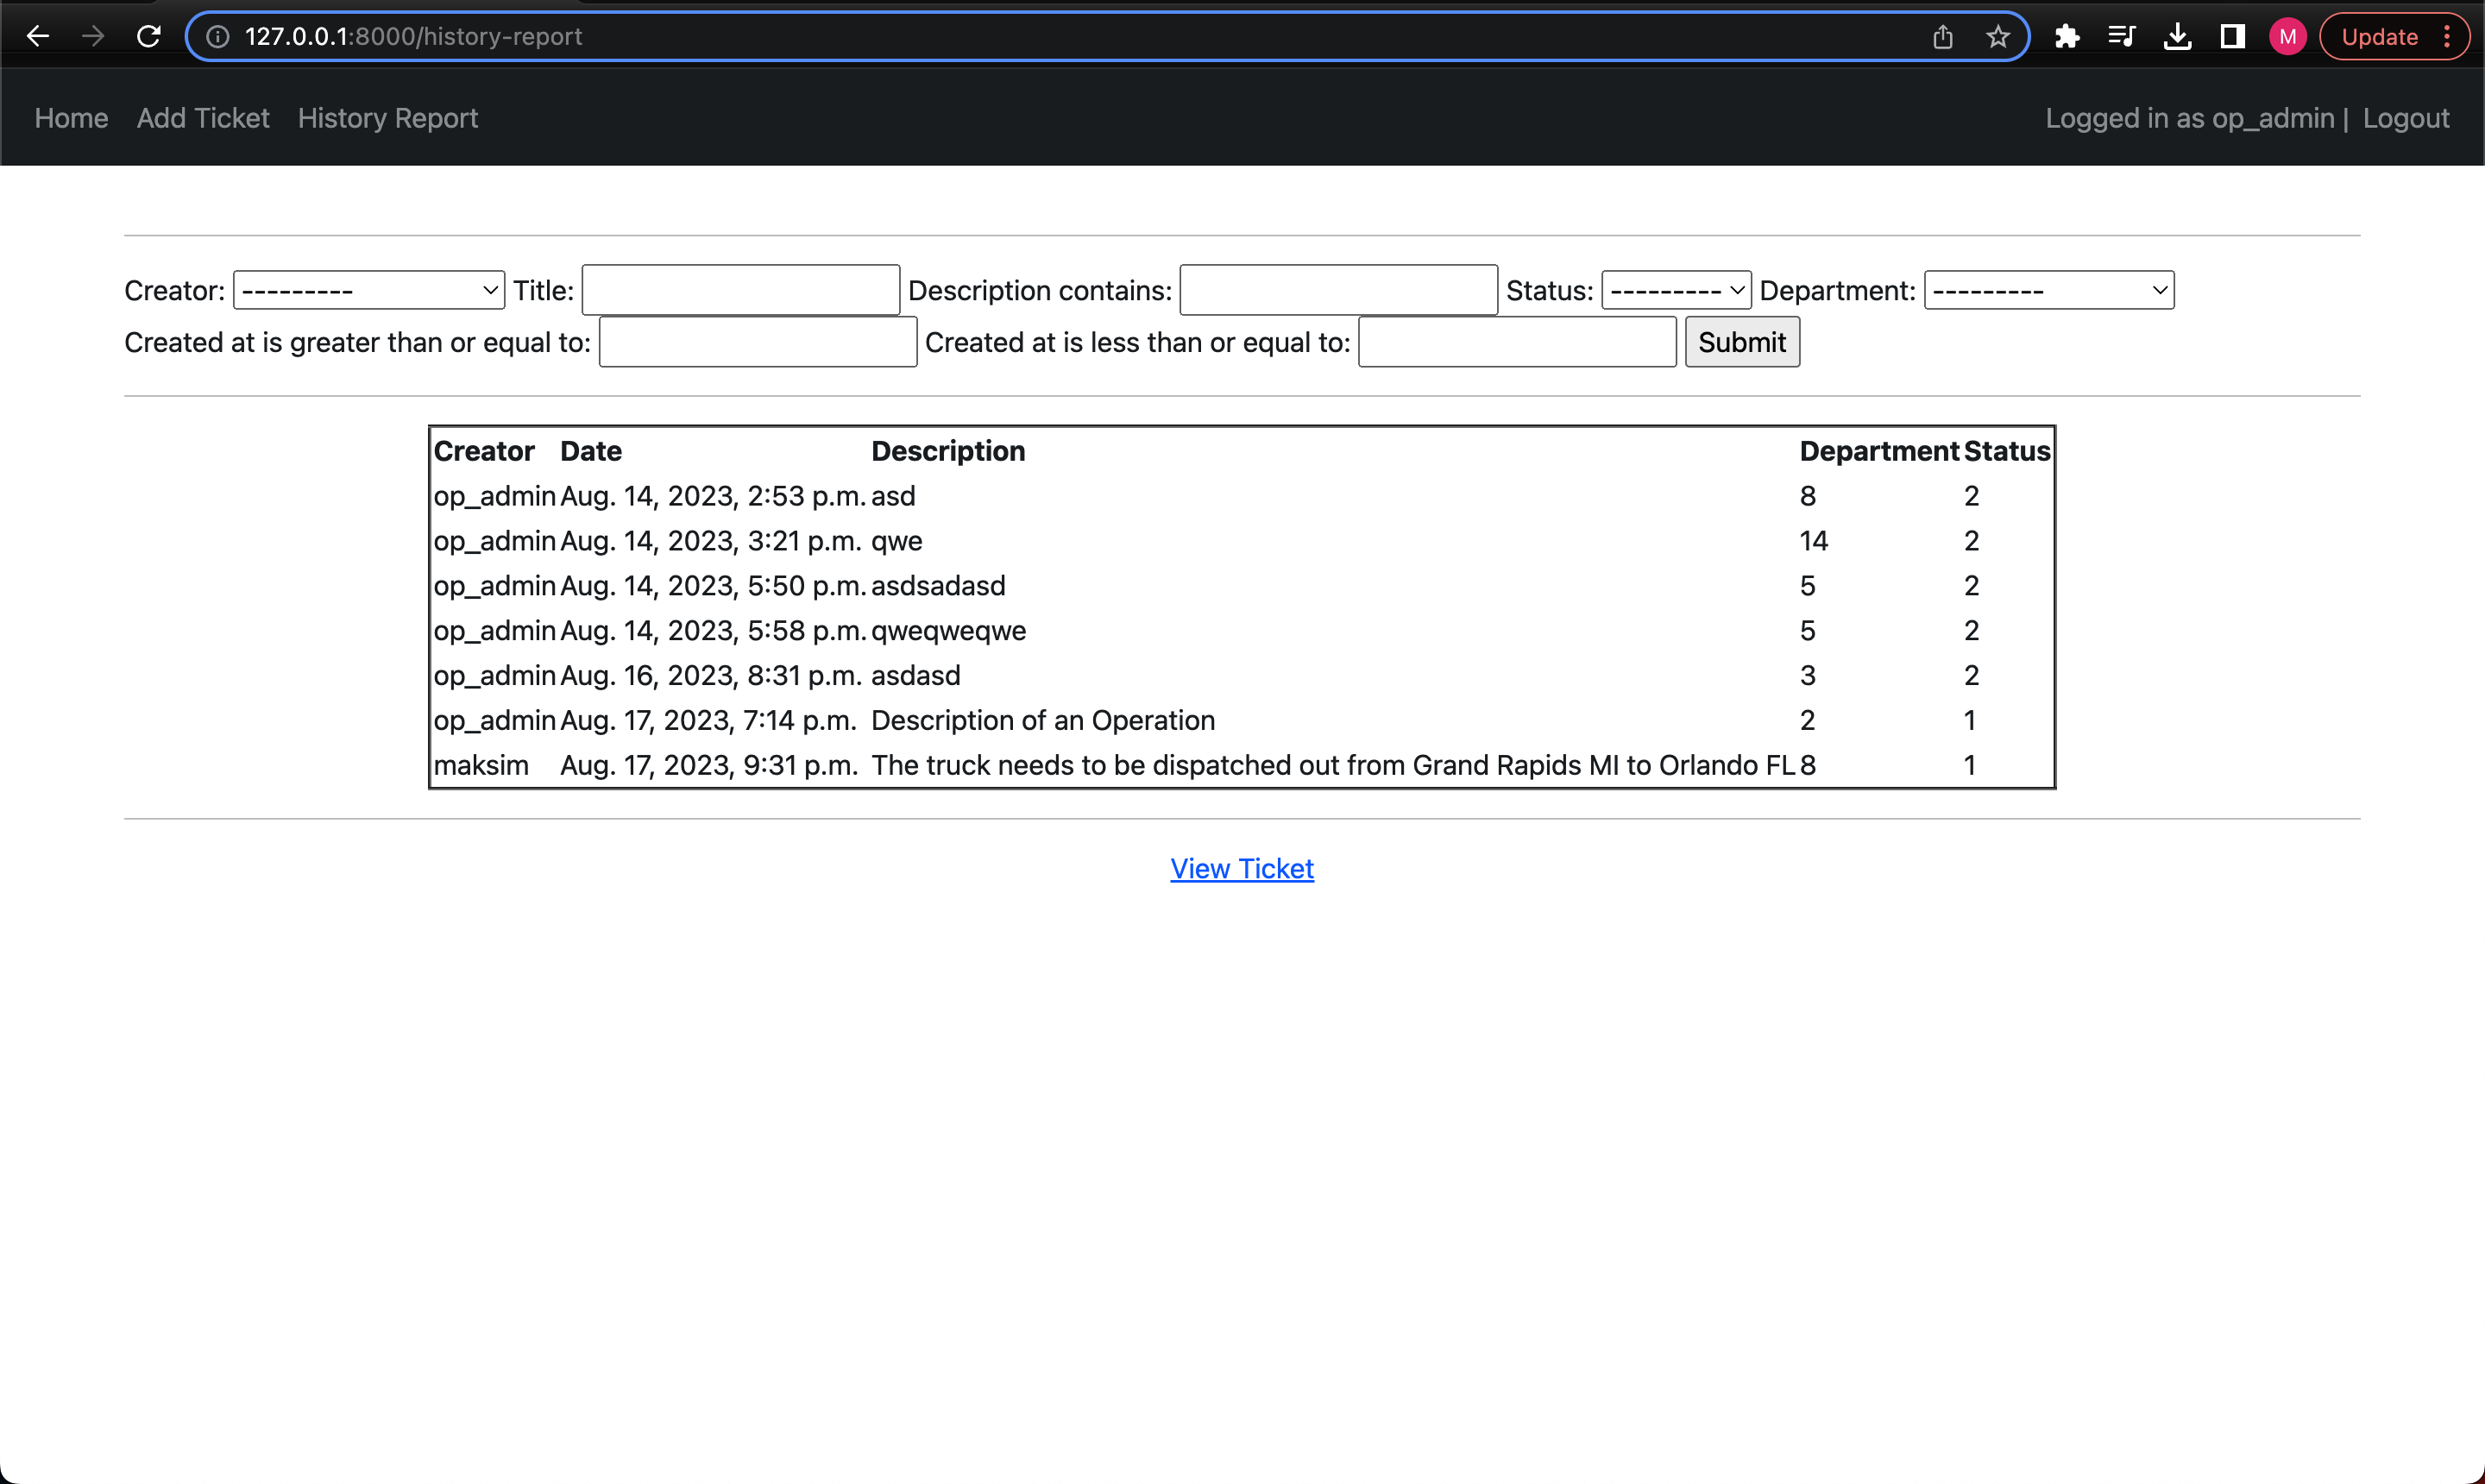 127.0.0.1:8000/history-report
M
Update
Home Add Ticket History Report Logged in as op_admin | Logout
Creator: --------- Title: Description contains: Status: --------- Department: ---------
Created at is greater than or equal to: Created at is less than or equal to: Submit
Creator Date Description Department Status
op_admin Aug. 14, 2023, 2:53 p.m. asd 8 2
op_admin Aug. 14, 2023, 3:21 p.m. qwe 14 2
op_admin Aug. 14, 2023, 5:50 p.m. asdsadasd 5 2
op_admin Aug. 14, 2023, 5:58 p.m. qweqweqwe 5 2
op_admin Aug. 16, 2023, 8:31 p.m. asdasd 3 2
op_admin Aug. 17, 2023, 7:14 p.m. Description of an Operation 2 1
maksim Aug. 17, 2023, 9:31 p.m. The truck needs to be dispatched out from Grand Rapids MI to Orlando FL 8 1
View Ticket